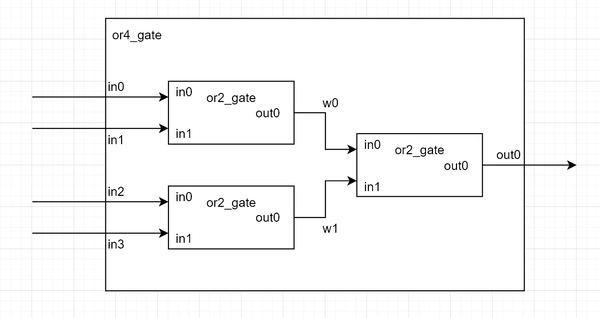 or4_gate
in0
in0
or2_gate
out0
in1
in1
w0
in0
or2_gate
out0
in1
out0
in2
in0
or2_gate
out0
in1
in3
w1